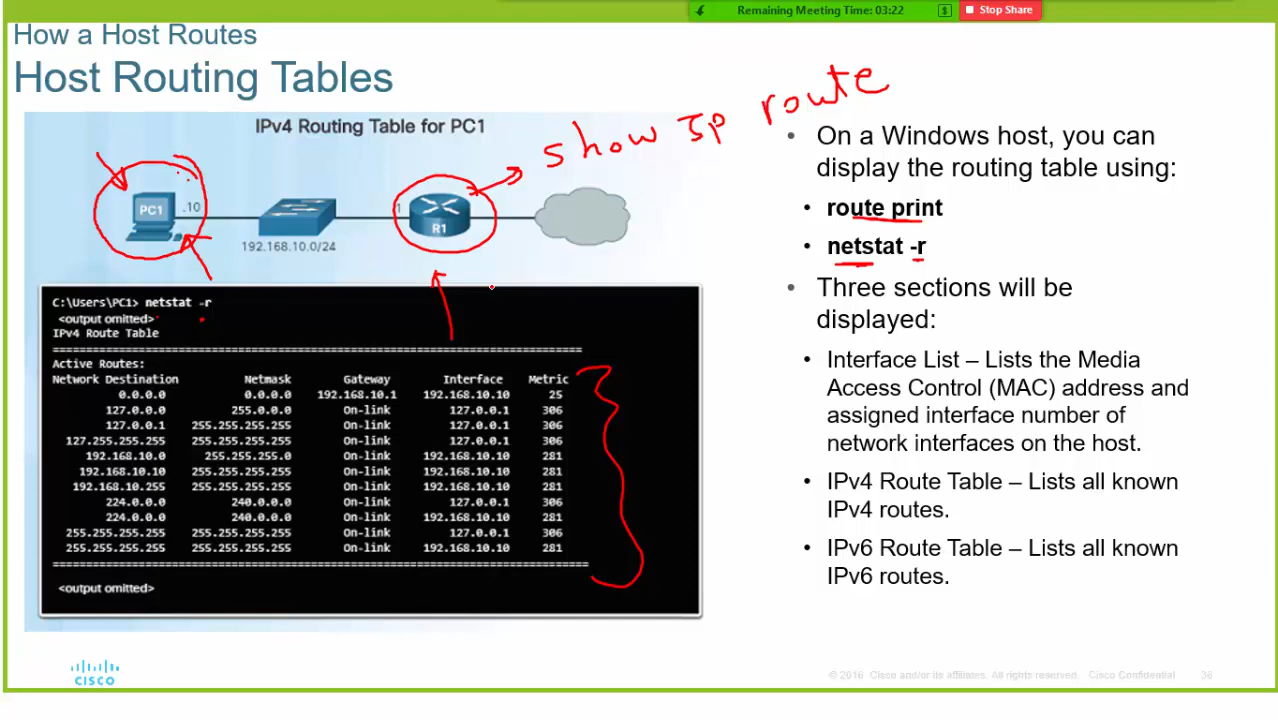 Remaining Meeting Time: 03:22 $ Stop Share
How a Host Routes
Host Routing Tables
IPv4 Routing Table for PC1
show Ip route
PC1 .10 1 R1
192.168.10.0/24
C:\Users\PC1> netstat -r
<output omitted>
IPv4 Route Table
===========================================================================
Active Routes:
Network Destination Netmask Gateway Interface Metric
0.0.0.0 0.0.0.0 192.168.10.1 192.168.10.10 25
127.0.0.0 255.0.0.0 On-link 127.0.0.1 306
127.0.0.1 255.255.255.255 On-link 127.0.0.1 306
127.255.255.255 255.255.255.255 On-link 127.0.0.1 306
192.168.10.0 255.255.255.0 On-link 192.168.10.10 281
192.168.10.10 255.255.255.255 On-link 192.168.10.10 281
192.168.10.255 255.255.255.255 On-link 192.168.10.10 281
224.0.0.0 240.0.0.0 On-link 127.0.0.1 306
224.0.0.0 240.0.0.0 On-link 192.168.10.10 281
255.255.255.255 255.255.255.255 On-link 127.0.0.1 306
255.255.255.255 255.255.255.255 On-link 192.168.10.10 281
===========================================================================
<output omitted>
• On a Windows host, you can
display the routing table using:
• route print
• netstat -r
• Three sections will be
displayed:
• Interface List – Lists the Media
Access Control (MAC) address and
assigned interface number of
network interfaces on the host.
• IPv4 Route Table – Lists all known
IPv4 routes.
• IPv6 Route Table – Lists all known
IPv6 routes.
CISCO
© 2016 Cisco and/or its affiliates. All rights reserved. Cisco Confidential 36